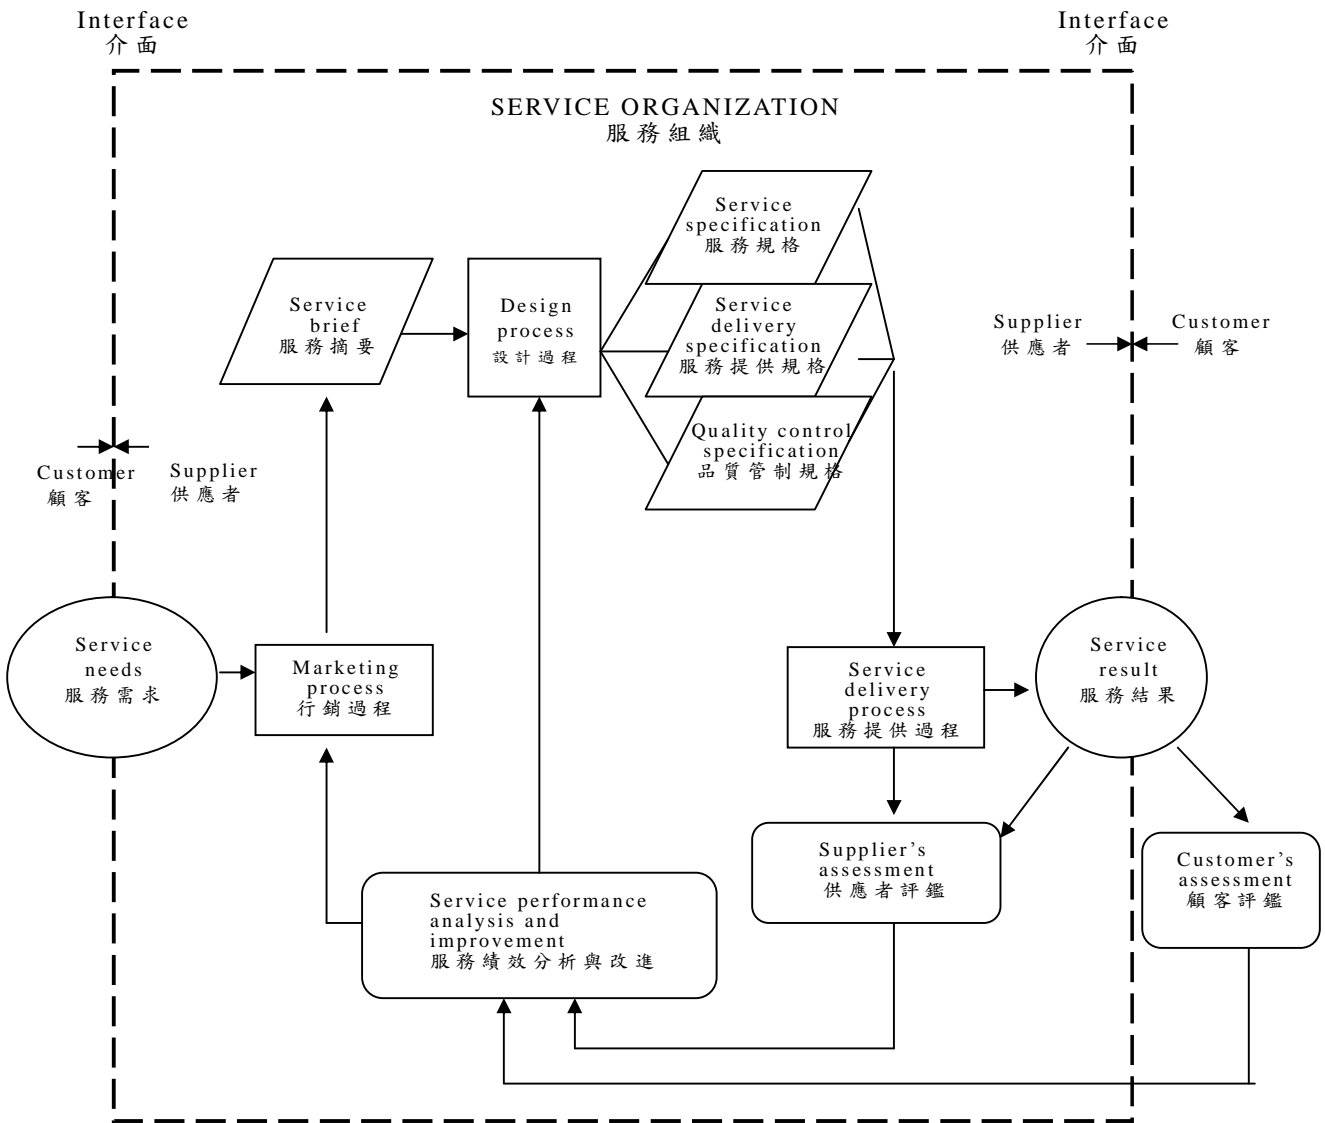 Interface
介面
Interface
介面
SERVICE ORGANIZATION
服務組織
Service
specification
服務規格
Service
brief
服務摘要
Design
process
設計過程
Service
delivery
specification
服務提供規格
Supplier
供應者
Customer
顧客
Quality control
specification
品質管制規格
Customer
顧客
Supplier
供應者
Service
needs
服務需求
Marketing
process
行銷過程
Service
delivery
process
服務提供過程
Service
result
服務結果
Supplier’s
assessment
供應者評鑑
Customer’s
assessment
顧客評鑑
Service performance
analysis and
improvement
服務績效分析與改進